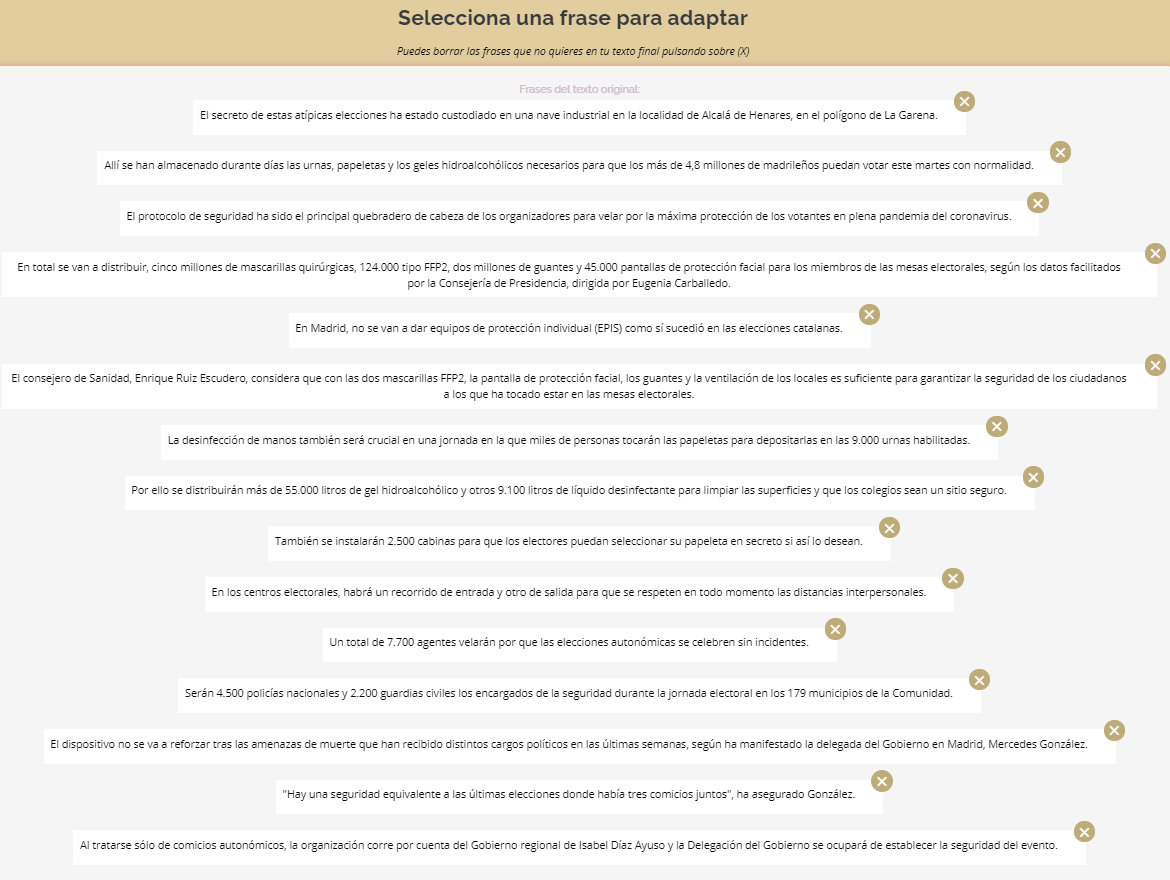 Selecciona una frase para adaptar
Puedes borrar las frases que no quieres en tu texto final pulsando sobre (X)
Frases del texto original:
El secreto de estas atípicas elecciones ha estado custodiado en una nave industrial en la localidad de Alcalá de Henares, en el polígono de La Garena.
Allí se han almacenado durante días las urnas, papeletas y los geles hidroalcohólicos necesarios para que los más de 4,8 millones de madrileños puedan votar este martes con normalidad.
El protocolo de seguridad ha sido el principal quebradero de cabeza de los organizadores para velar por la máxima protección de los votantes en plena pandemia del coronavirus.
En total se van a distribuir, cinco millones de mascarillas quirúrgicas, 124.000 tipo FFP2, dos millones de guantes y 45.000 pantallas de protección facial para los miembros de las mesas electorales, según los datos facilitados
por la Consejería de Presidencia, dirigida por Eugenia Carballedo.
En Madrid, no se van a dar equipos de protección individual (EPIS) como sí sucedió en las elecciones catalanas.
El consejero de Sanidad, Enrique Ruiz Escudero, considera que con las dos mascarillas FFP2, la pantalla de protección facial, los guantes y la ventilación de los locales es suficiente para garantizar la seguridad de los ciudadanos
a los que ha tocado estar en las mesas electorales.
La desinfección de manos también será crucial en una jornada en la que miles de personas tocarán las papeletas para depositarlas en las 9.000 urnas habilitadas.
Por ello se distribuirán más de 55.000 litros de gel hidroalcohólico y otros 9.100 litros de líquido desinfectante para limpiar las superficies y que los colegios sean un sitio seguro.
También se instalarán 2.500 cabinas para que los electores puedan seleccionar su papeleta en secreto si así lo desean.
En los centros electorales, habrá un recorrido de entrada y otro de salida para que se respeten en todo momento las distancias interpersonales.
Un total de 7.700 agentes velarán por que las elecciones autonómicas se celebren sin incidentes.
Serán 4.500 policías nacionales y 2.200 guardias civiles los encargados de la seguridad durante la jornada electoral en los 179 municipios de la Comunidad.
El dispositivo no se va a reforzar tras las amenazas de muerte que han recibido distintos cargos políticos en las últimas semanas, según ha manifestado la delegada del Gobierno en Madrid, Mercedes González.
"Hay una seguridad equivalente a las últimas elecciones donde había tres comicios juntos", ha asegurado González.
Al tratarse sólo de comicios autonómicos, la organización corre por cuenta del Gobierno regional de Isabel Díaz Ayuso y la Delegación del Gobierno se ocupará de establecer la seguridad del evento.